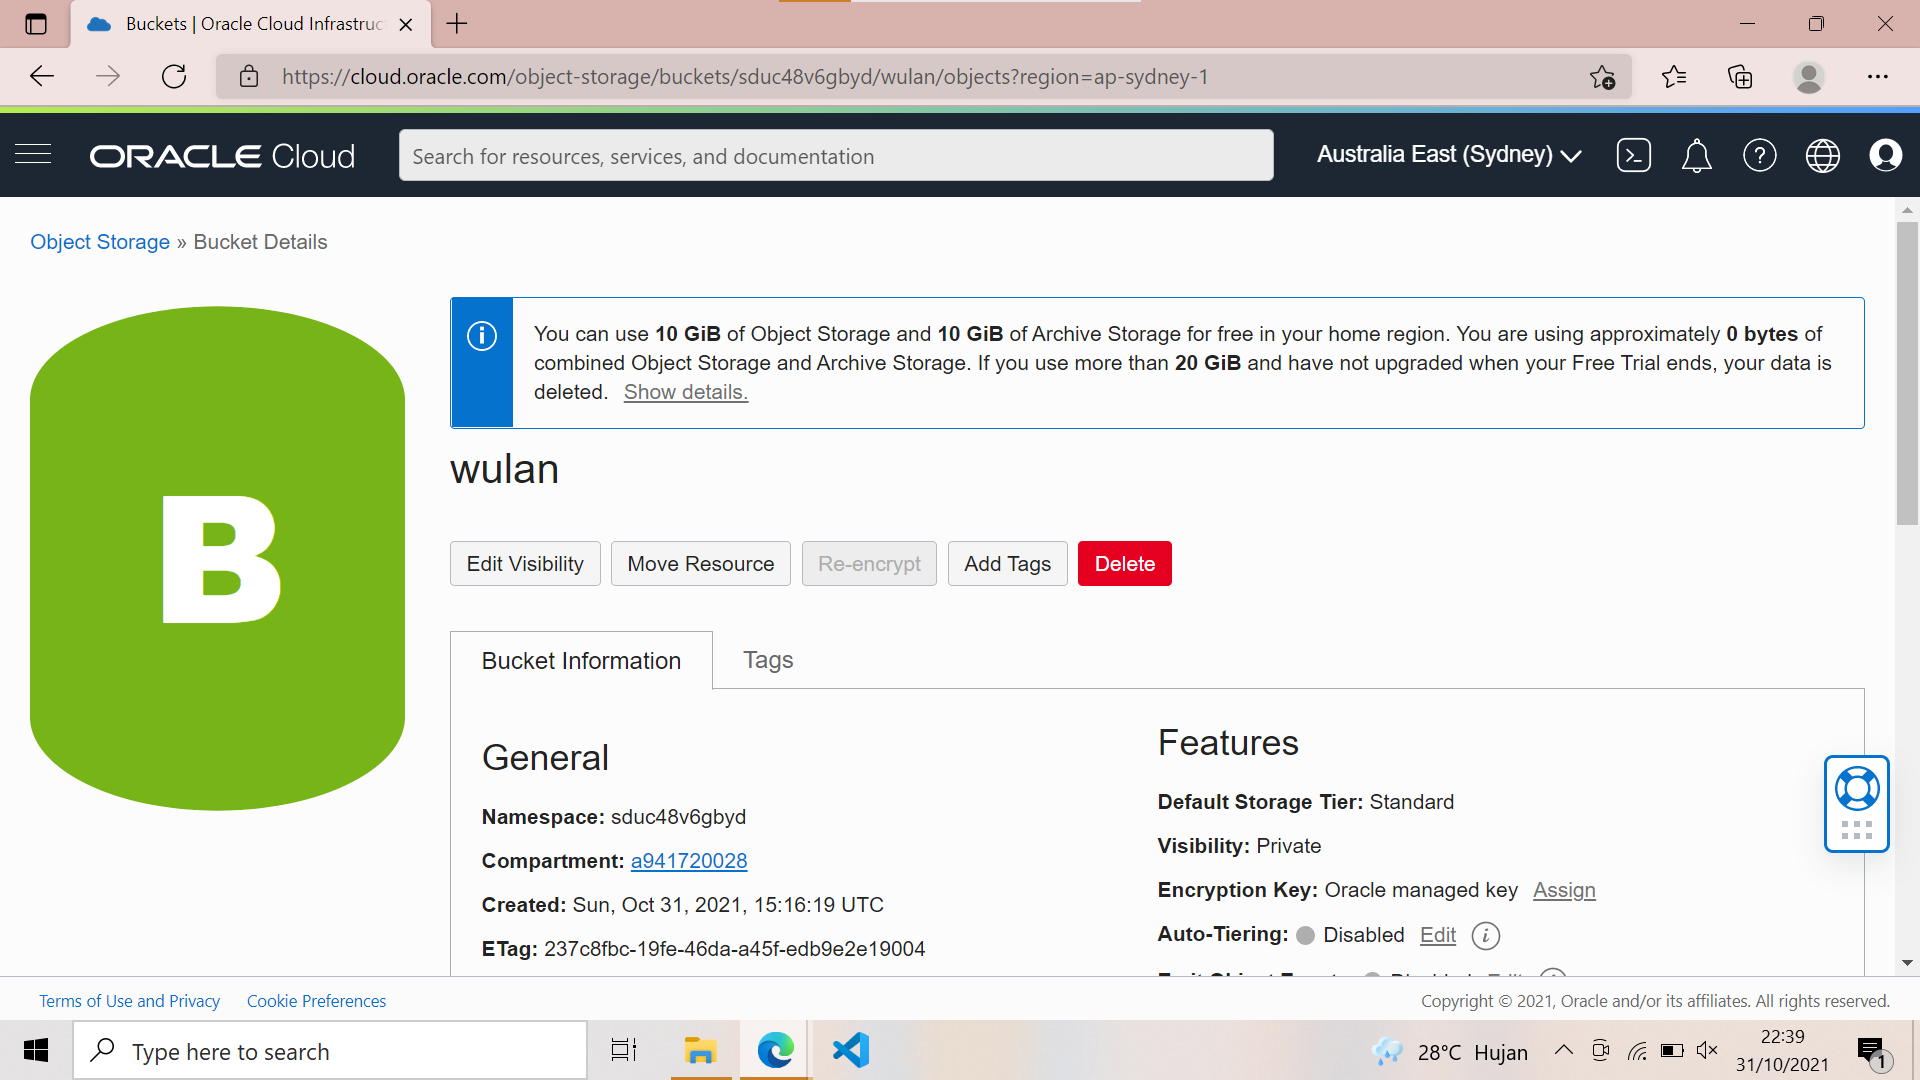 Buckets | Oracle Cloud Infrastruc
https://cloud.oracle.com/object-storage/buckets/sduc48v6gbyd/wulan/objects?region=ap-sydney-1
ORACLE Cloud
Search for resources, services, and documentation
Australia East (Sydney)
Object Storage » Bucket Details
You can use 10 GiB of Object Storage and 10 GiB of Archive Storage for free in your home region. You are using approximately 0 bytes of
combined Object Storage and Archive Storage. If you use more than 20 GiB and have not upgraded when your Free Trial ends, your data is
deleted. Show details.
B
wulan
Edit Visibility Move Resource Re-encrypt Add Tags Delete
Bucket Information Tags
General
Namespace: sduc48v6gbyd
Compartment: a941720028
Created: Sun, Oct 31, 2021, 15:16:19 UTC
ETag: 237c8fbc-19fe-46da-a45f-edb9e2e19004
Features
Default Storage Tier: Standard
Visibility: Private
Encryption Key: Oracle managed key Assign
Auto-Tiering: Disabled Edit
Terms of Use and Privacy Cookie Preferences
Copyright © 2021, Oracle and/or its affiliates. All rights reserved.
Type here to search
28°C Hujan
22:39
31/10/2021
1